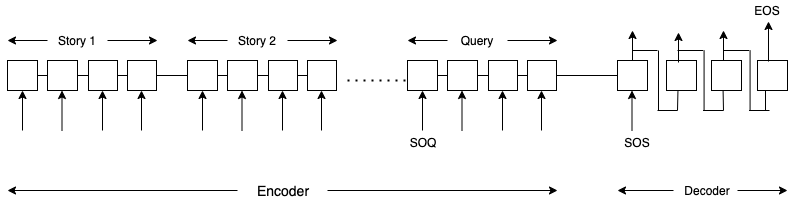 EOS
Story 1
Story 2
Query
SOQ
SOS
Encoder
Decoder